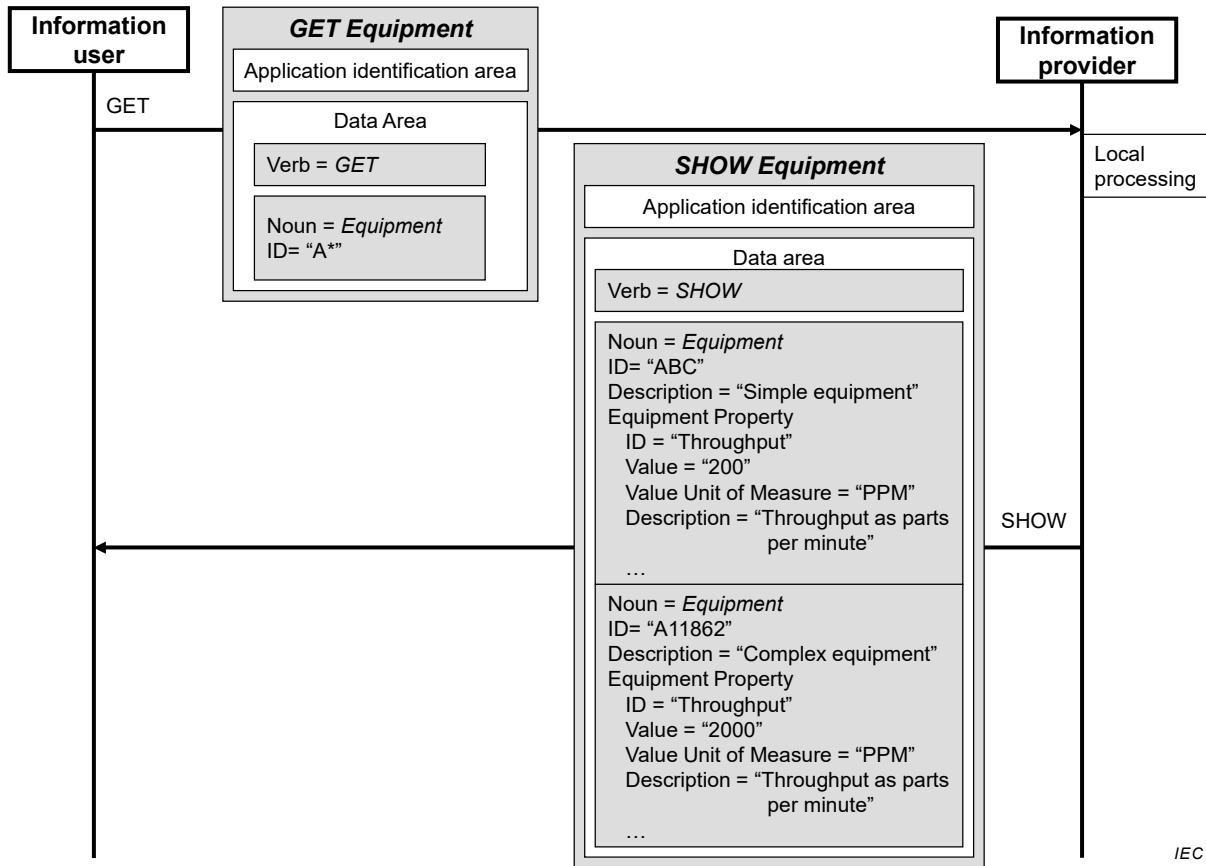 Information
user
GET Equipment
Application identification area
GET
Data Area
Verb = GET
Noun = Equipment
ID= “A*”
Information
provider
Local
processing
SHOW Equipment
Application identification area
Data area
Verb = SHOW
Noun = Equipment
ID= “ABC”
Description = “Simple equipment”
Equipment Property
ID = “Throughput”
Value = “200”
Value Unit of Measure = “PPM”
Description = “Throughput as parts
per minute”
…
SHOW
Noun = Equipment
ID= “A11862”
Description = “Complex equipment”
Equipment Property
ID = “Throughput”
Value = “2000”
Value Unit of Measure = “PPM”
Description = “Throughput as parts
per minute”
…
IEC